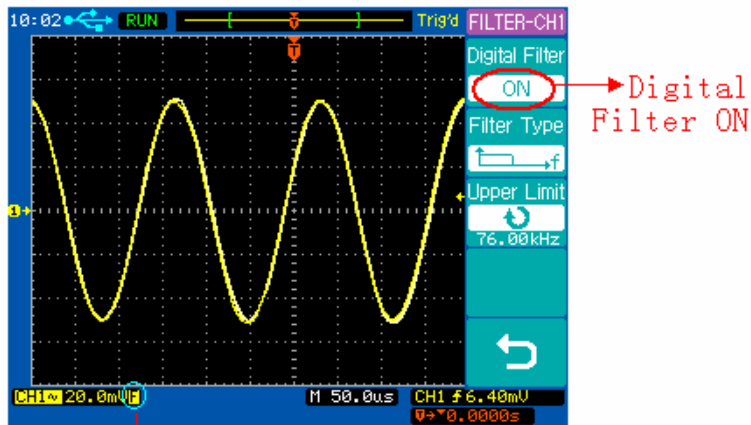 10:02 RUN T Trig'd FILTER-CH1
T
Digital Filter
ON
Digital
Filter ON
Filter Type
f
Upper Limit
76.00kHz
1
CH1~ 20.0mV F M 50.0us CH1 6.40mV
T→▼0.0000s